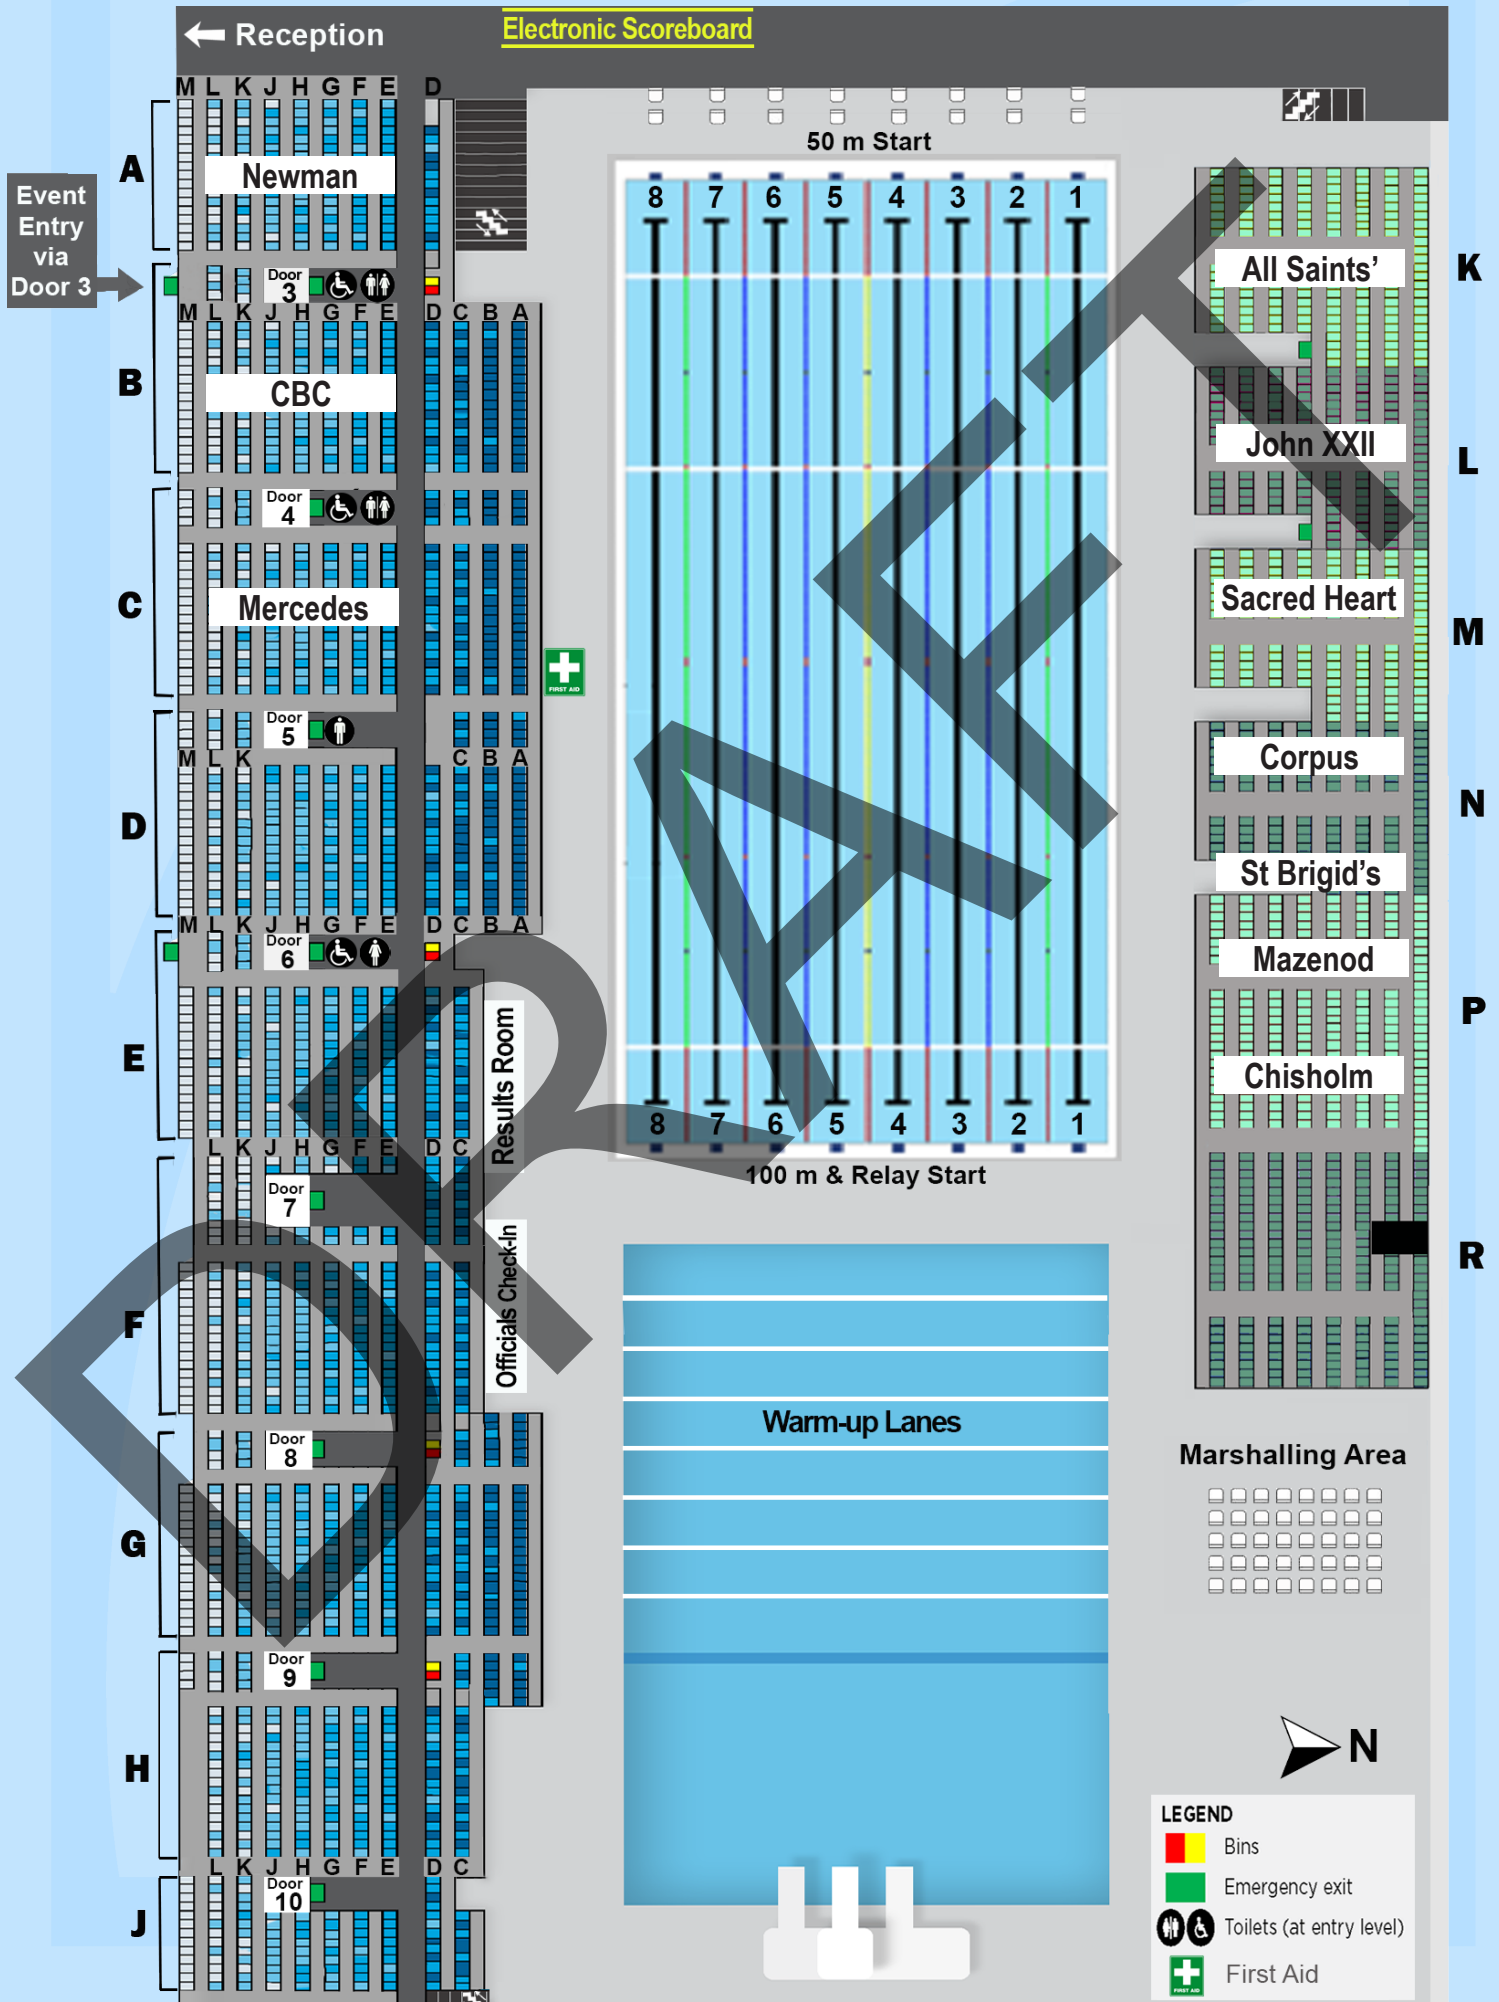 Reception
Electronic Scoreboard
M L K J H G F E D
50 m Start
A
Newman
8 7 6 5 4 3 2 1
Event
Entry
via
Door 3
Door
3
M L K J H G F E D C B A
All Saints’
K
B
CBC
John XXII
L
Door
4
C
Mercedes
Sacred Heart
M
FIRST AID
Door
5
M L K C B A
Corpus
N
D
St Brigid’s
M L K J H G F E D C B A
Door
6
Mazenod
P
E
Results Room
Chisholm
8 7 6 5 4 3 2 1
L K J H G F E D C
100 m & Relay Start
Door
7
R
Officials Check-In
F
Warm-up Lanes
Door
8
Marshalling Area
G
Door
9
H
N
LEGEND
Bins
Emergency exit
Toilets (at entry level)
First Aid
FIRST AID
L K J H G F E D C
Door
10
J
DRAFT